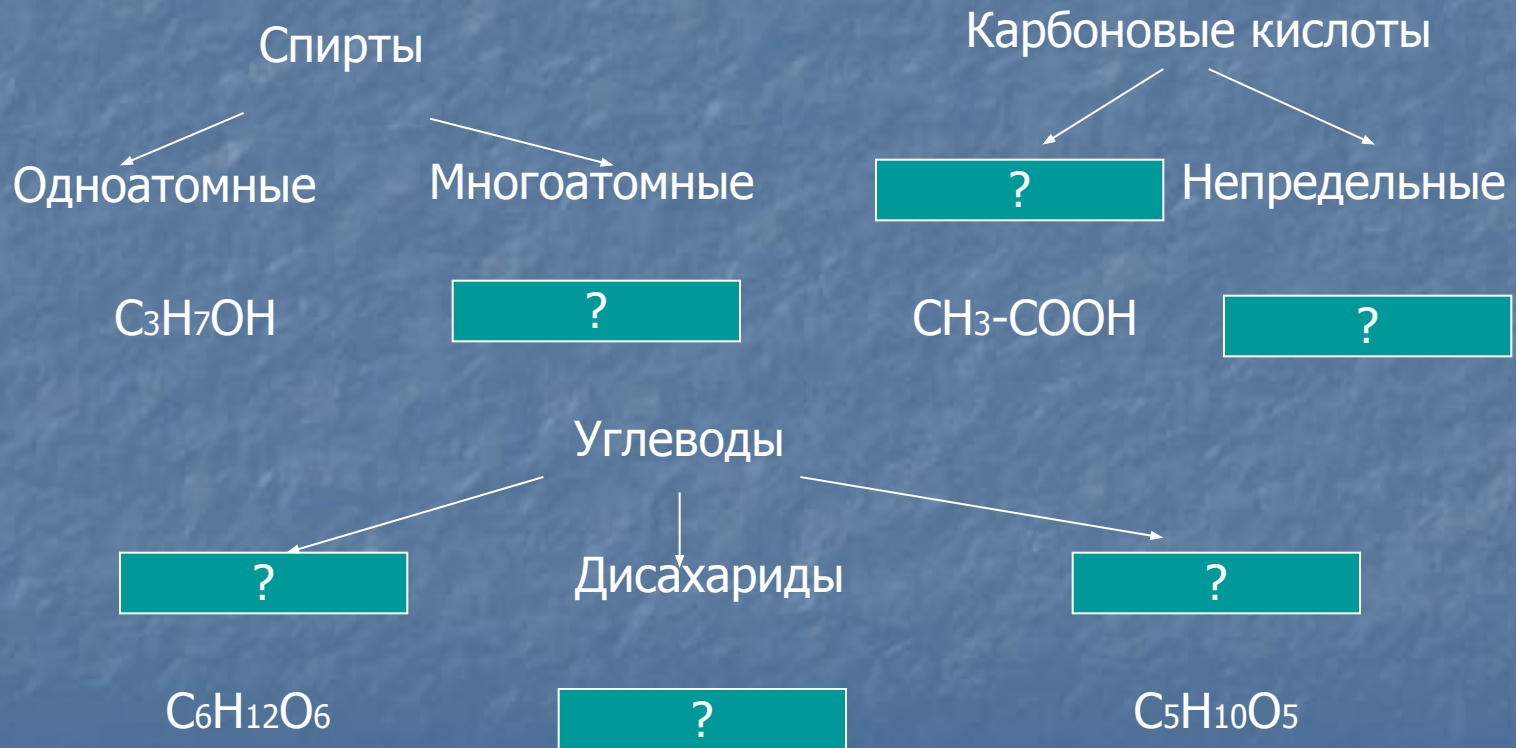 Спирты
Карбоновые кислоты
Одноатомные
Многоатомные
?
Непредельные
C3H7OH
?
CH3-COOH
?
Углеводы
?
Дисахариды
?
C6H12O6
?
C5H10O5